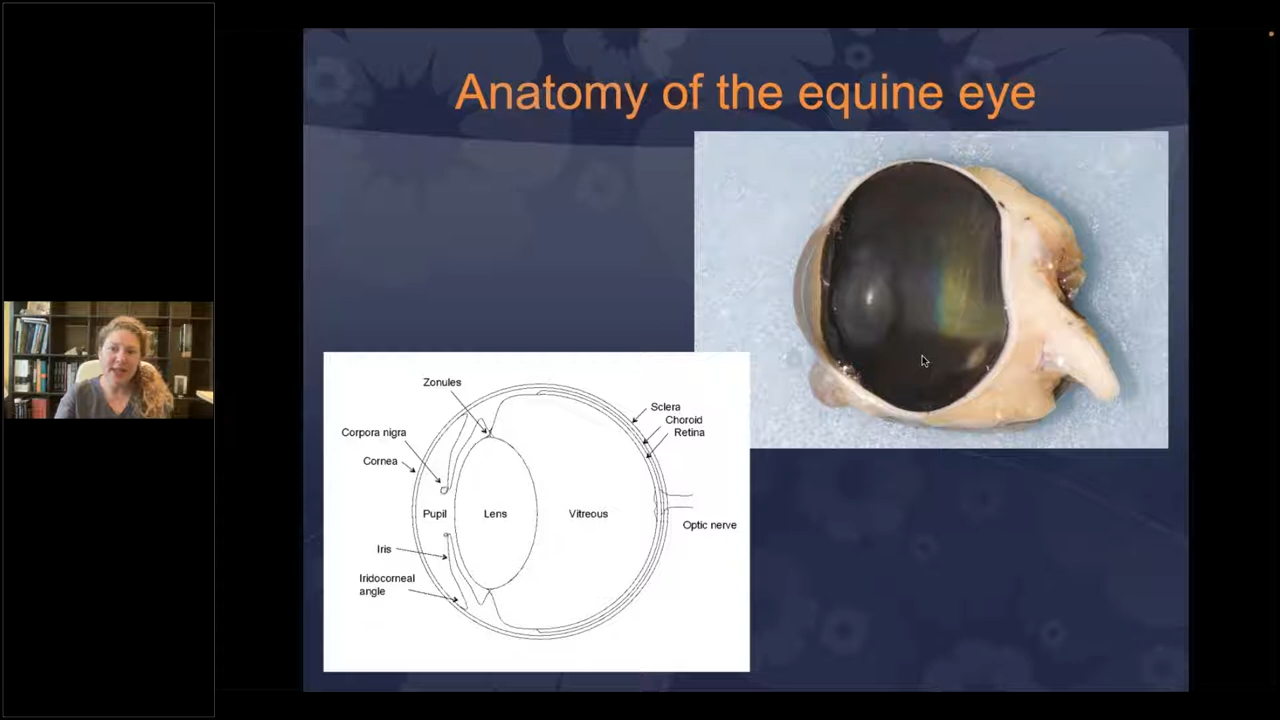 Anatomy of the equine eye
Zonules
Corpora nigra
Cornea
Pupil
Lens
Vitreous
Iris
Iridocorneal
angle
Sclera
Choroid
Retina
Optic nerve